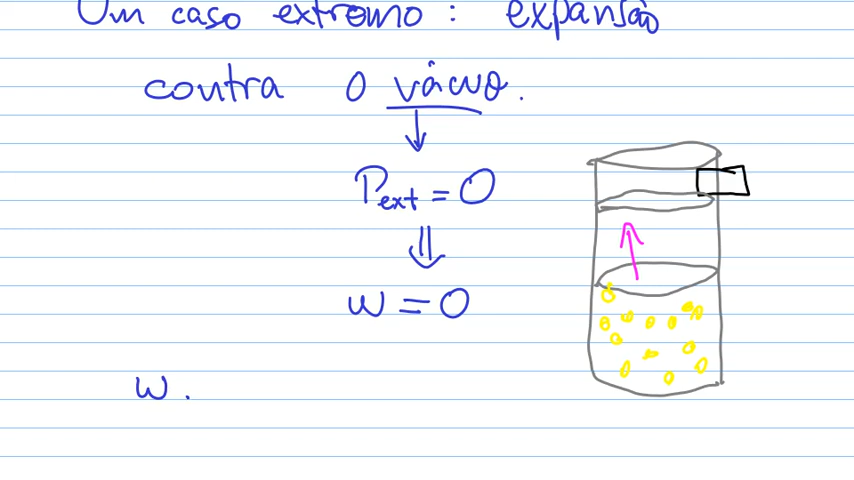 Um caso extremo: expansão
contra o vácuo.
↓
Pext = 0
⇓
w = 0
w.